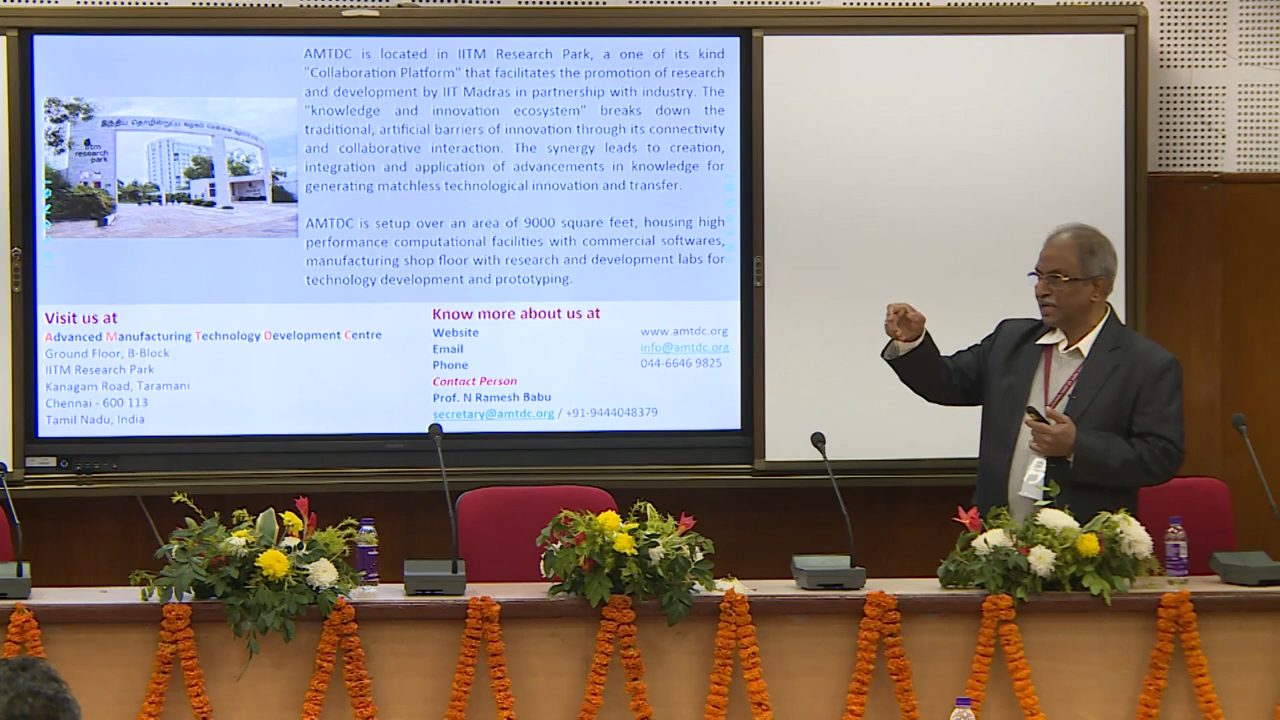 AMTDC is located in IITM Research Park, a one of its kind
"Collaboration Platform" that facilitates the promotion of research
and development by IIT Madras in partnership with industry. The
"knowledge and innovation ecosystem" breaks down the
traditional, artificial barriers of innovation through its connectivity
and collaborative interaction. The synergy leads to creation,
integration and application of advancements in knowledge for
generating matchless technological innovation and transfer.
iitm
research
park
AMTDC is setup over an area of 9000 square feet, housing high
performance computational facilities with commercial softwares,
manufacturing shop floor with research and development labs for
technology development and prototyping.
Visit us at
Advanced Manufacturing Technology Development Centre
Ground Floor, B-Block
IITM Research Park
Kanagam Road, Taramani
Chennai - 600 113
Tamil Nadu, India
Know more about us at
Website www.amtdc.org
Email info@amtdc.org
Phone 044-6646 9825
Contact Person
Prof. N Ramesh Babu
secretary@amtdc.org / +91-9444048379